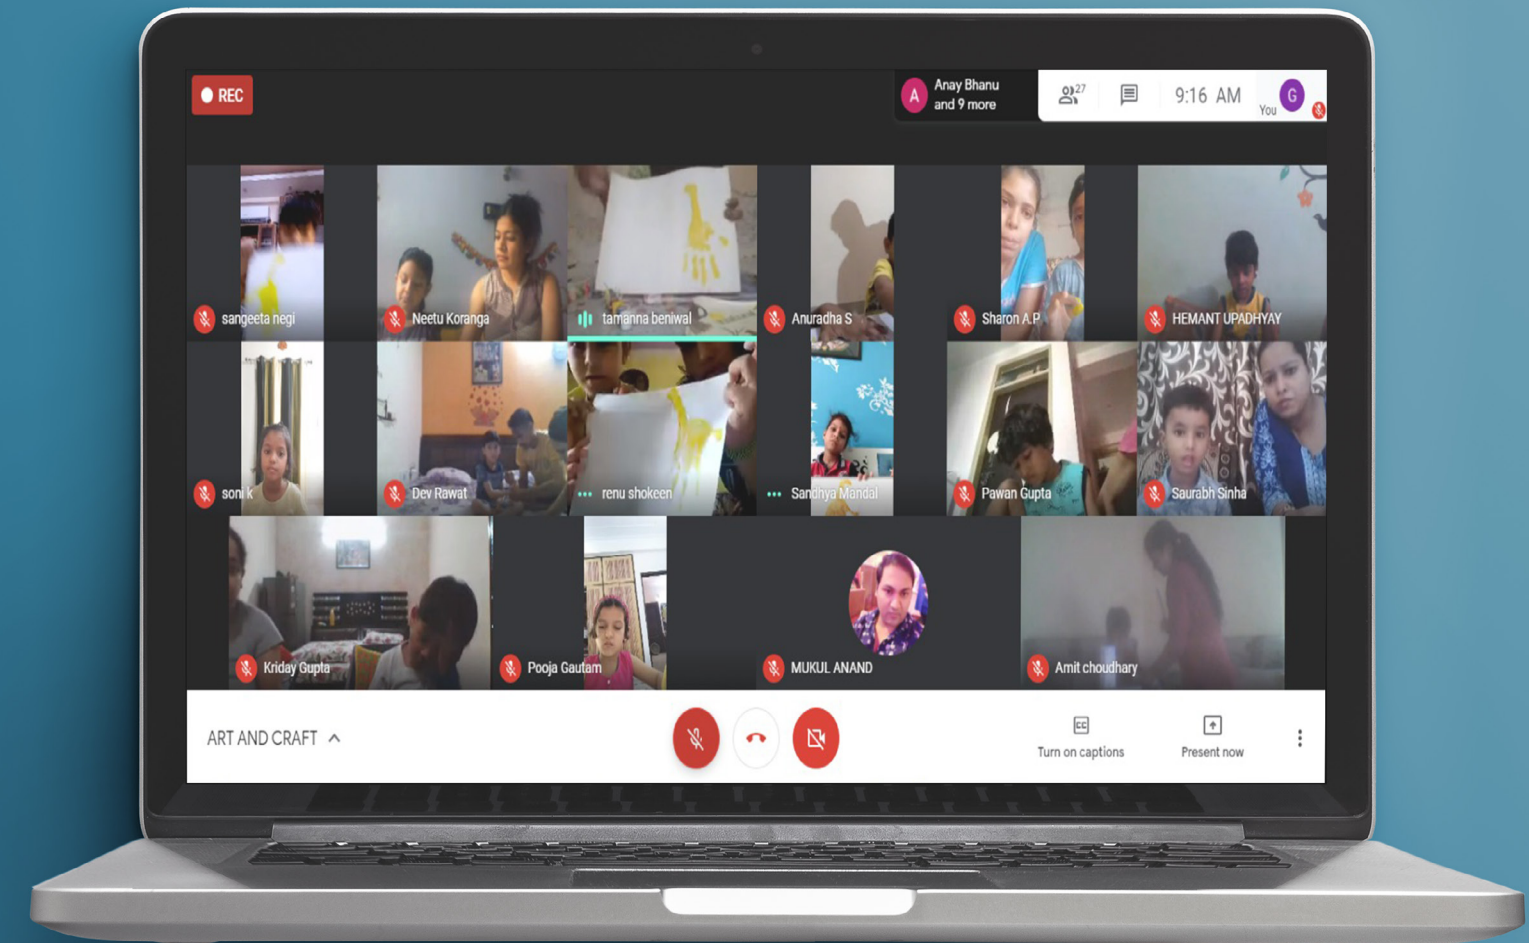 REC
A
Anay Bhanu
and 9 more
27
9:16 AM
You
G
sangeeta negi
Neetu Koranga
tamanna beniwal
Anuradha S
Sharon A.P
HEMANT UPADHYAY
soni k
Dev Rawat
renu shokeen
Sandhya Mandal
Pawan Gupta
Saurabh Sinha
Kriday Gupta
Pooja Gautam
MUKUL ANAND
Amit choudhary
ART AND CRAFT
CC
Turn on captions
Present now